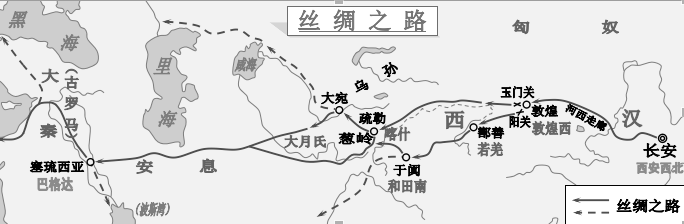 丝绸之路
匈奴
黑海
里海
咸海
乌孙
大秦(古罗马)
大宛
疏勒
葱岭
喀什
大月氏
安息
塞琉西亚
巴格达
(波斯湾)
于阗
和田南
西
鄯善
若羌
玉门关
阳关
敦煌
敦煌西
河西走廊
汉
长安
西安西北
丝绸之路